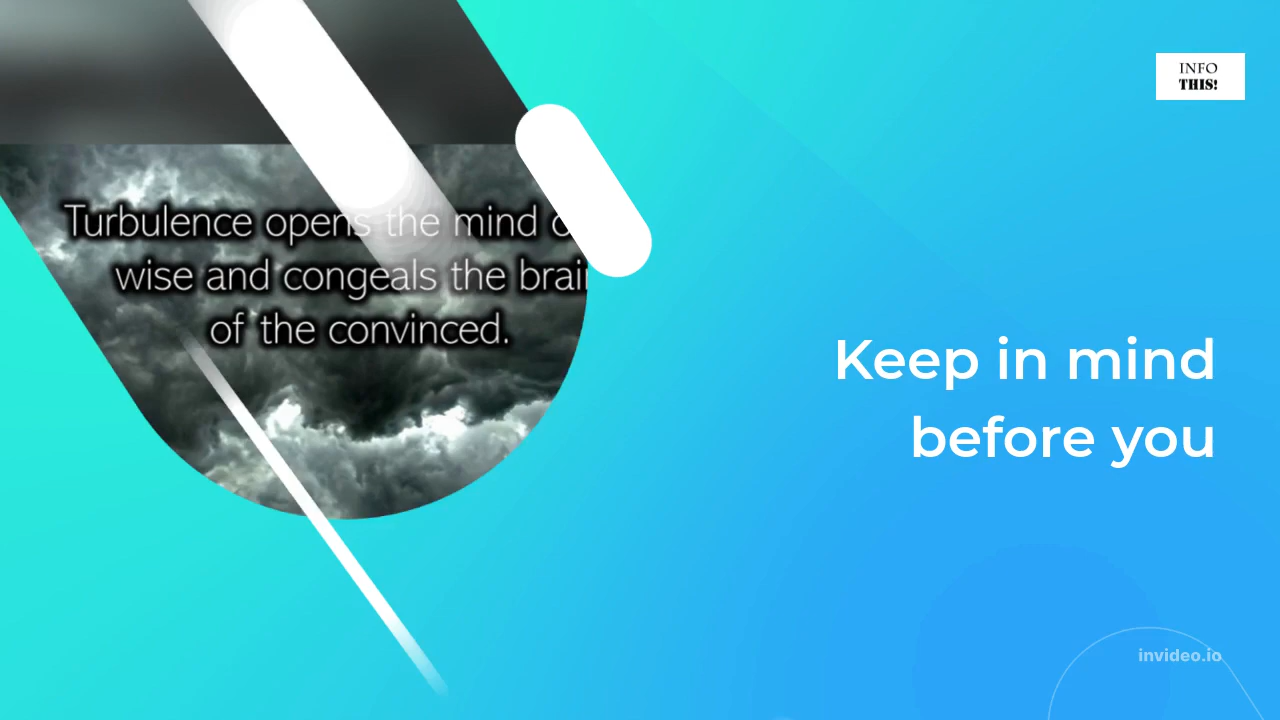 INFO
THIS!
Turbulence opens the mind
wise and congeals the
of the convinced.
Keep in mind
before you
invideo.io